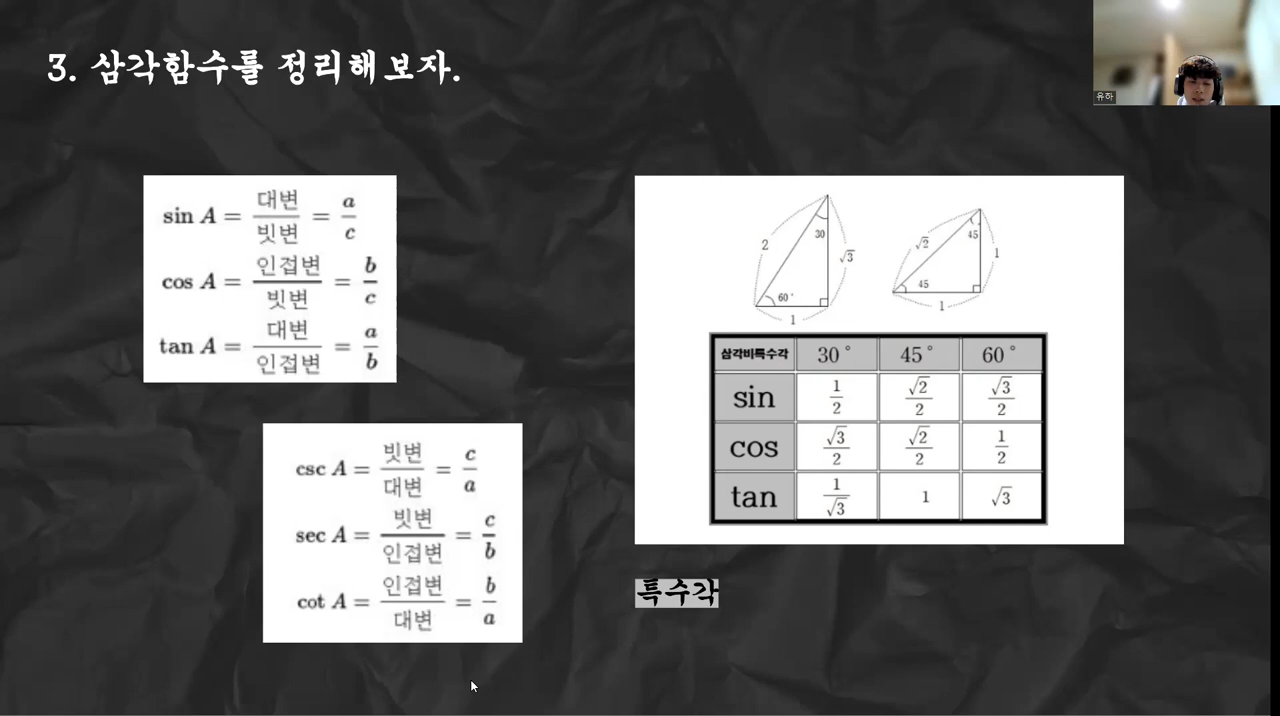 3. 삼각함수를 정리해보자.
유하
sin A = 대변/빗변 = a/c
cos A = 인접변/빗변 = b/c
tan A = 대변/인접변 = a/b
csc A = 빗변/대변 = c/a
sec A = 빗변/인접변 = c/b
cot A = 인접변/대변 = b/a
2 30 √3 60° 1
√2 45 1 45 1
삼각비특수각 30° 45° 60°
sin 1/2 √2/2 √3/2
cos √3/2 √2/2 1/2
tan 1/√3 1 √3
특수각